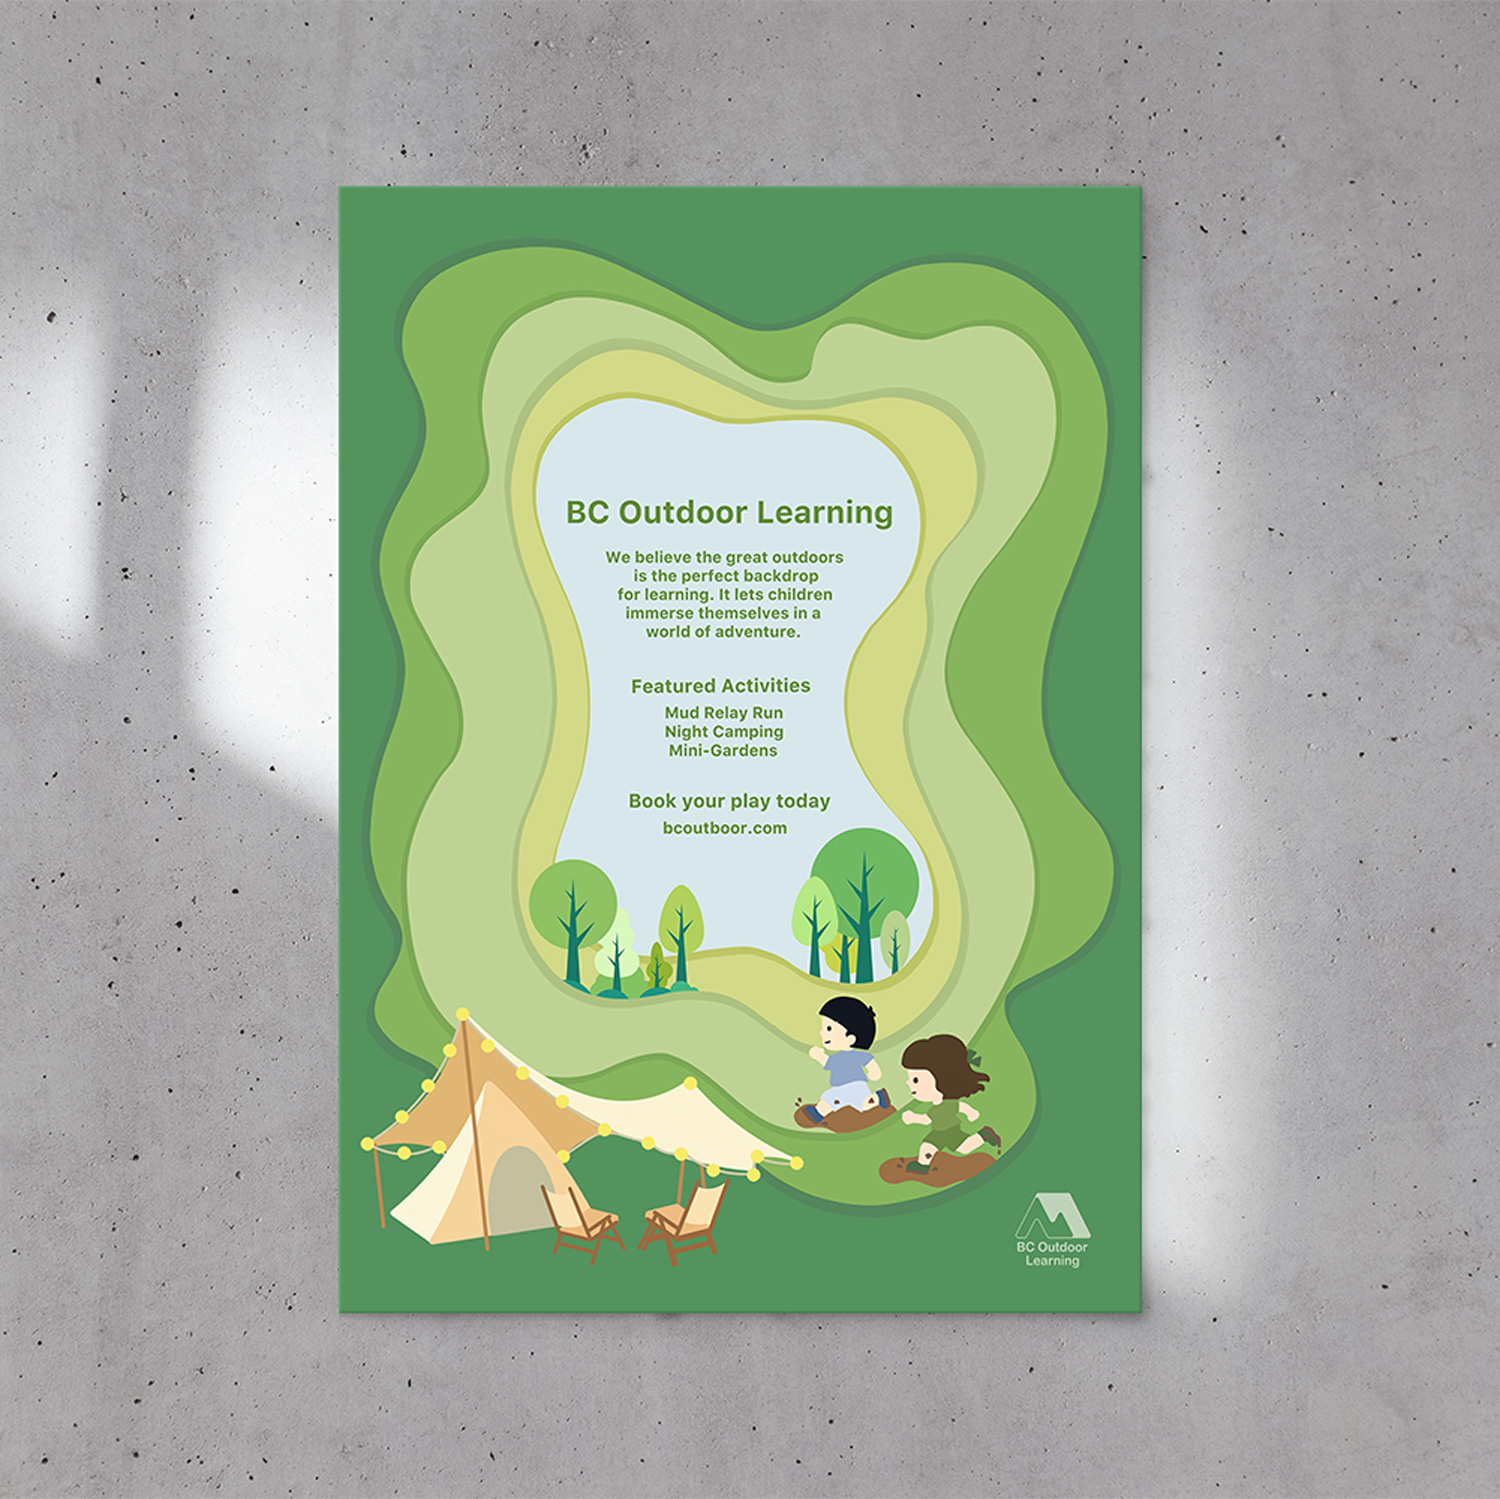 BC Outdoor Learning
We believe the great outdoors
is the perfect backdrop
for learning. It lets children
immerse themselves in a
world of adventure.
Featured Activities
Mud Relay Run
Night Camping
Mini-Gardens
Book your play today
bcoutboor.com
BC Outdoor
Learning